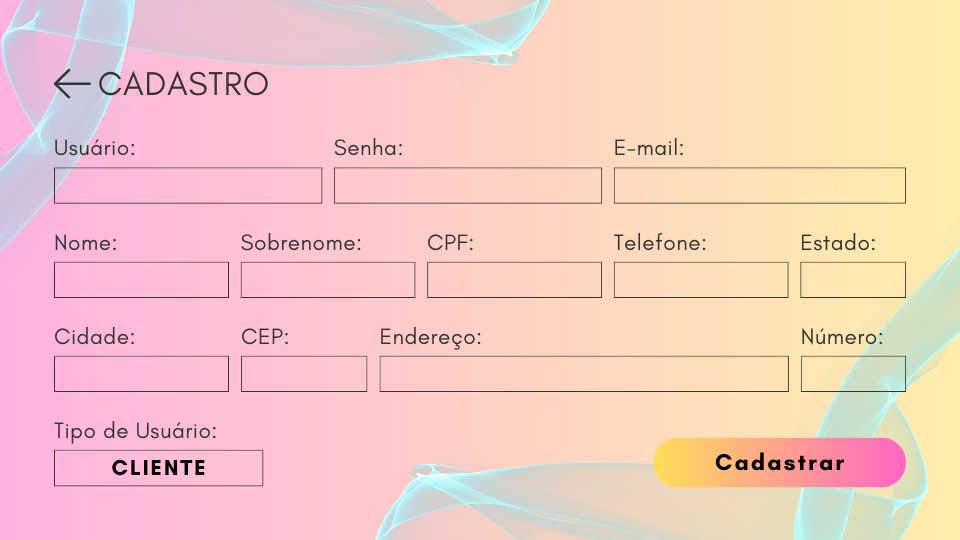 CADASTRO
Usuário: Senha: E-mail:
Nome: Sobrenome: CPF: Telefone: Estado:
Cidade: CEP: Endereço: Número:
Tipo de Usuário:
CLIENTE Cadastrar